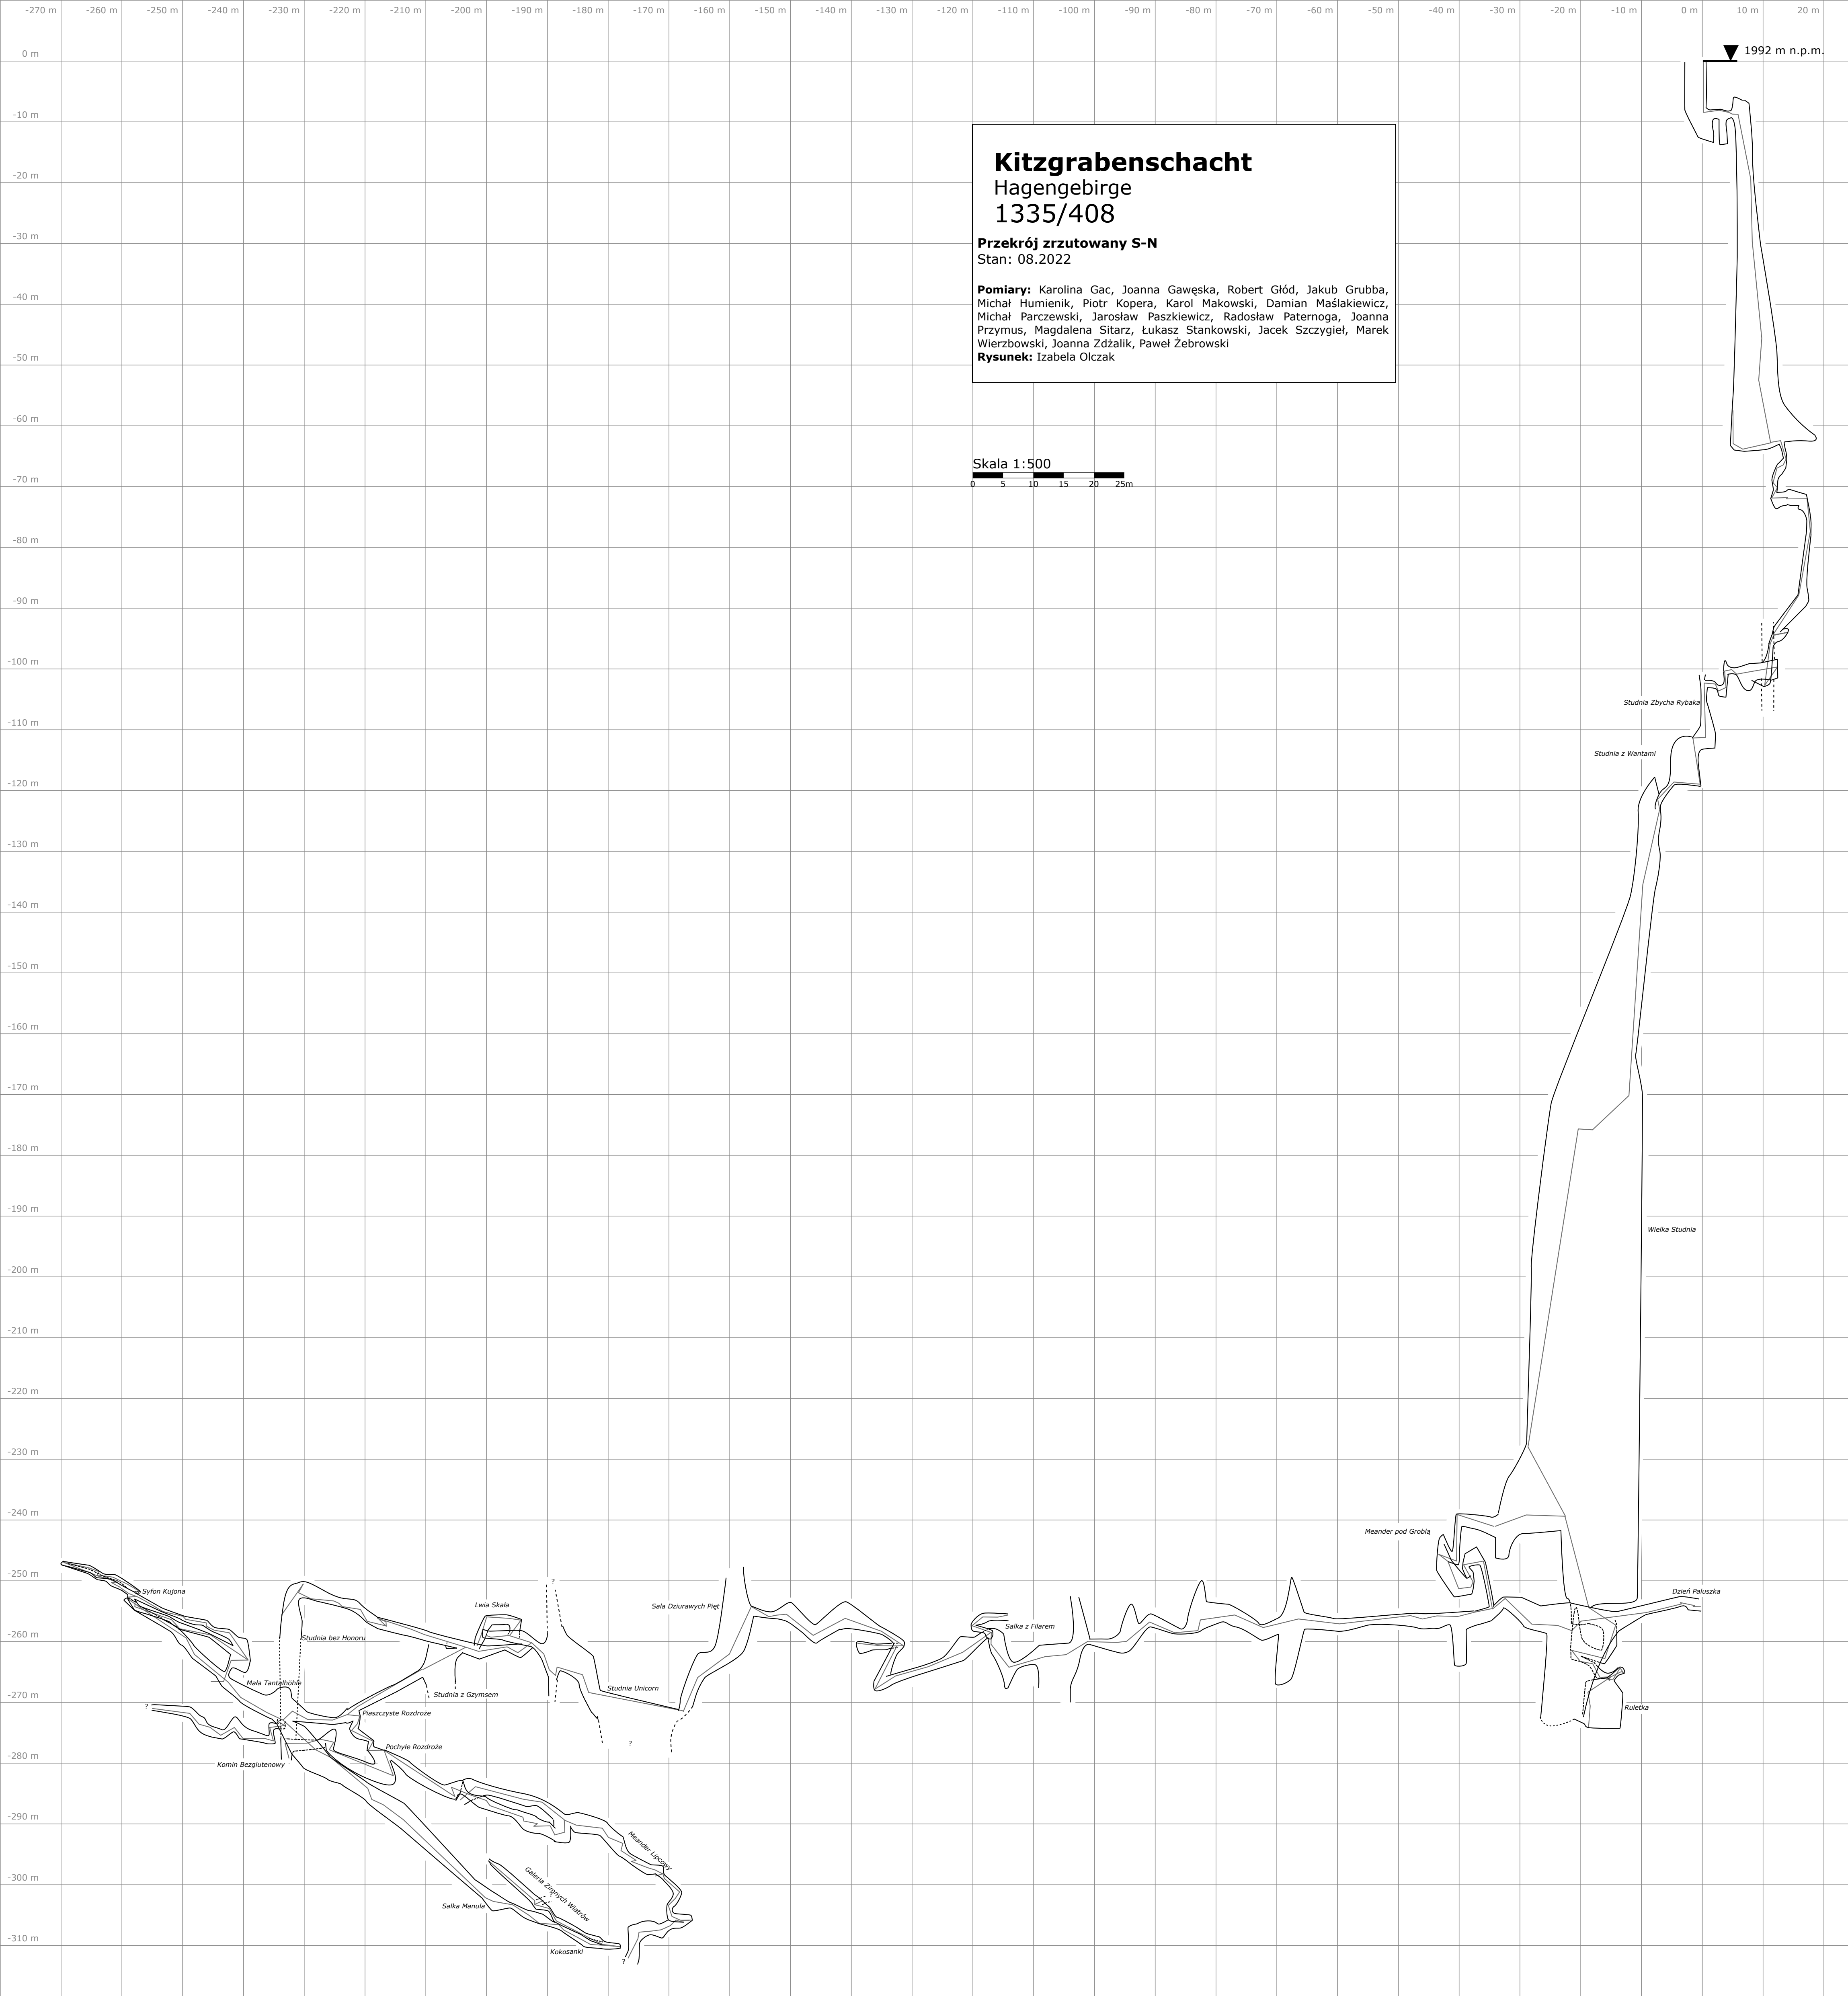 -270 m -260 m -250 m -240 m -230 m -220 m -210 m -200 m -190 m -180 m -170 m -160 m -150 m -140 m -130 m -120 m -110 m -100 m -90 m -80 m -70 m -60 m -50 m -40 m -30 m -20 m -10 m 0 m 10 m 20 m
0 m
1992 m n.p.m.
-10 m
Kitzgrabenschacht
-20 m
Hagengebirge
1335/408
-30 m
Przekrój zrzutowany S-N
Stan: 08.2022
-40 m
Pomiary: Karolina Gac, Joanna Gawęska, Robert Głód, Jakub Grubba,
Michał Humienik, Piotr Kopera, Karol Makowski, Damian Maślakiewicz,
Michał Parczewski, Jarosław Paszkiewicz, Radosław Paternoga, Joanna
Przymus, Magdalena Sitarz, Łukasz Stankowski, Jacek Szczygieł, Marek
Wierzbowski, Joanna Zdżalik, Paweł Żebrowski
Rysunek: Izabela Olczak
-50 m
-60 m
Skala 1:500
0 5 10 15 20 25m
-70 m
-80 m
-90 m
-100 m
Studnia Zbycha Rybaka
-110 m
Studnia z Wantami
-120 m
-130 m
-140 m
-150 m
-160 m
-170 m
-180 m
-190 m
Wielka Studnia
-200 m
-210 m
-220 m
-230 m
-240 m
Meander pod Groblą
-250 m
?
Syfon Kujona
Dzień Paluszka
Lwia Skała
Sala Dziurawych Pięt
Salka z Filarem
-260 m
Studnia bez Honoru
Mała Tantalhöhle
Studnia Unicorn
-270 m
Studnia z Gzymsem
?
Ruletka
Piaszczyste Rozdroże
?
Pochyłe Rozdroże
-280 m
Komin Bezglutenowy
-290 m
Meander Lipcowy
-300 m
Galeria Zimnych Wiatrów
Salka Manula
-310 m
Kokosanki
?